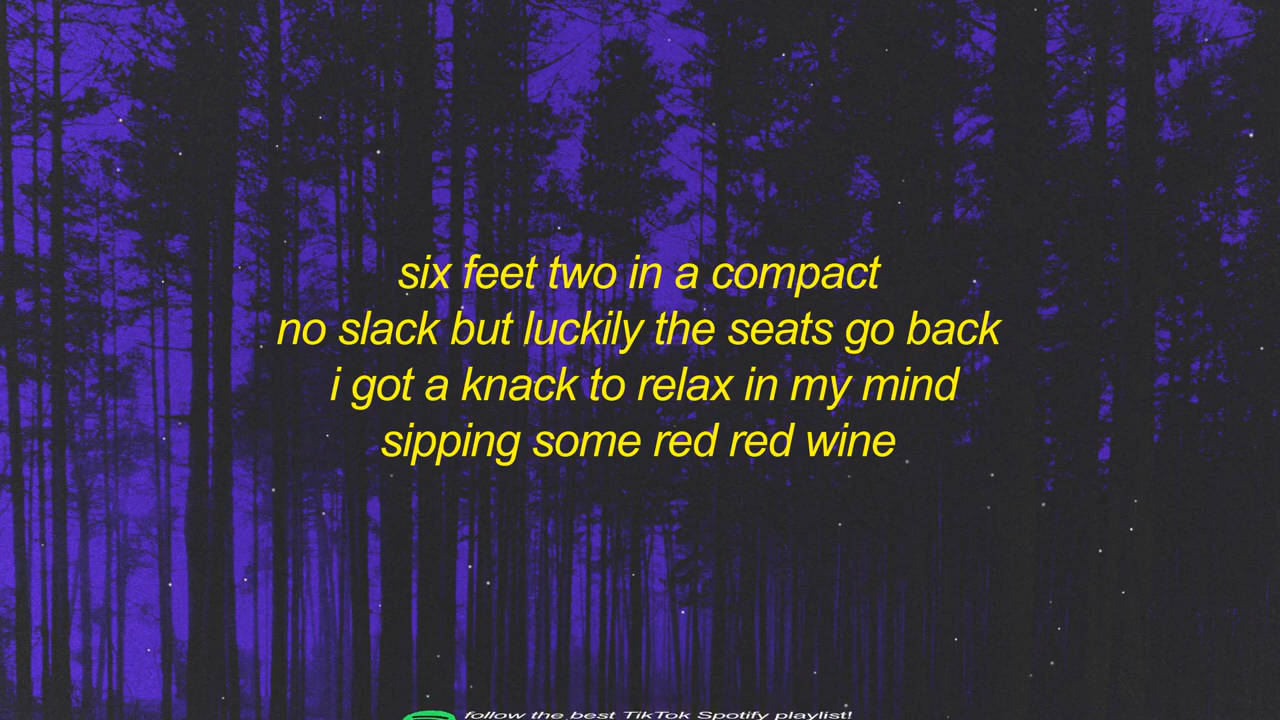 six feet two in a compact
no slack but luckily the seats go back
i got a knack to relax in my mind
sipping some red red wine
follow the best TikTok Spotify playlist!